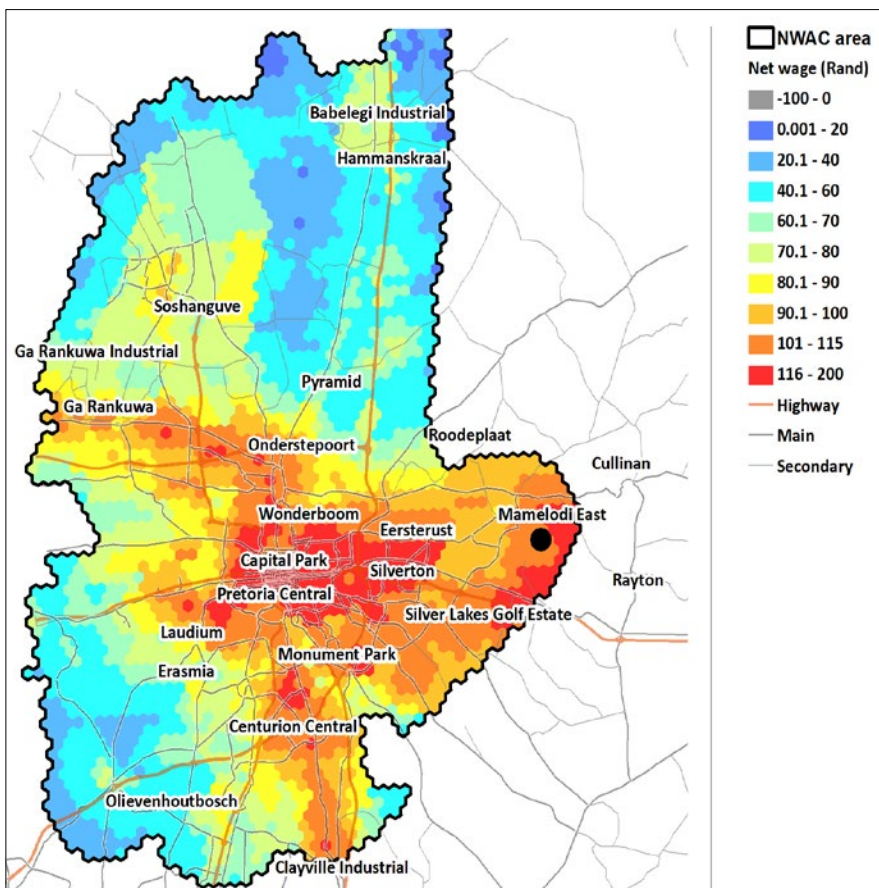 NWAC area
Net wage (Rand)
-100 - 0
0.001 - 20
20.1 - 40
40.1 - 60
60.1 - 70
70.1 - 80
80.1 - 90
90.1 - 100
101 - 115
116 - 200
Highway
Main
Secondary
Babelegi Industrial
Hammanskraal
Soshanguve
Ga Rankuwa Industrial
Pyramid
Ga Rankuwa
Onderstepoort
Roodeplaat
Cullinan
Wonderboom
Mamelodi East
Eersterust
Capital Park
Silverton
Rayton
Pretoria Central
Silver Lakes Golf Estate
Laudium
Monument Park
Erasmia
Centurion Central
Olievenhoutbosch
Clayville Industrial